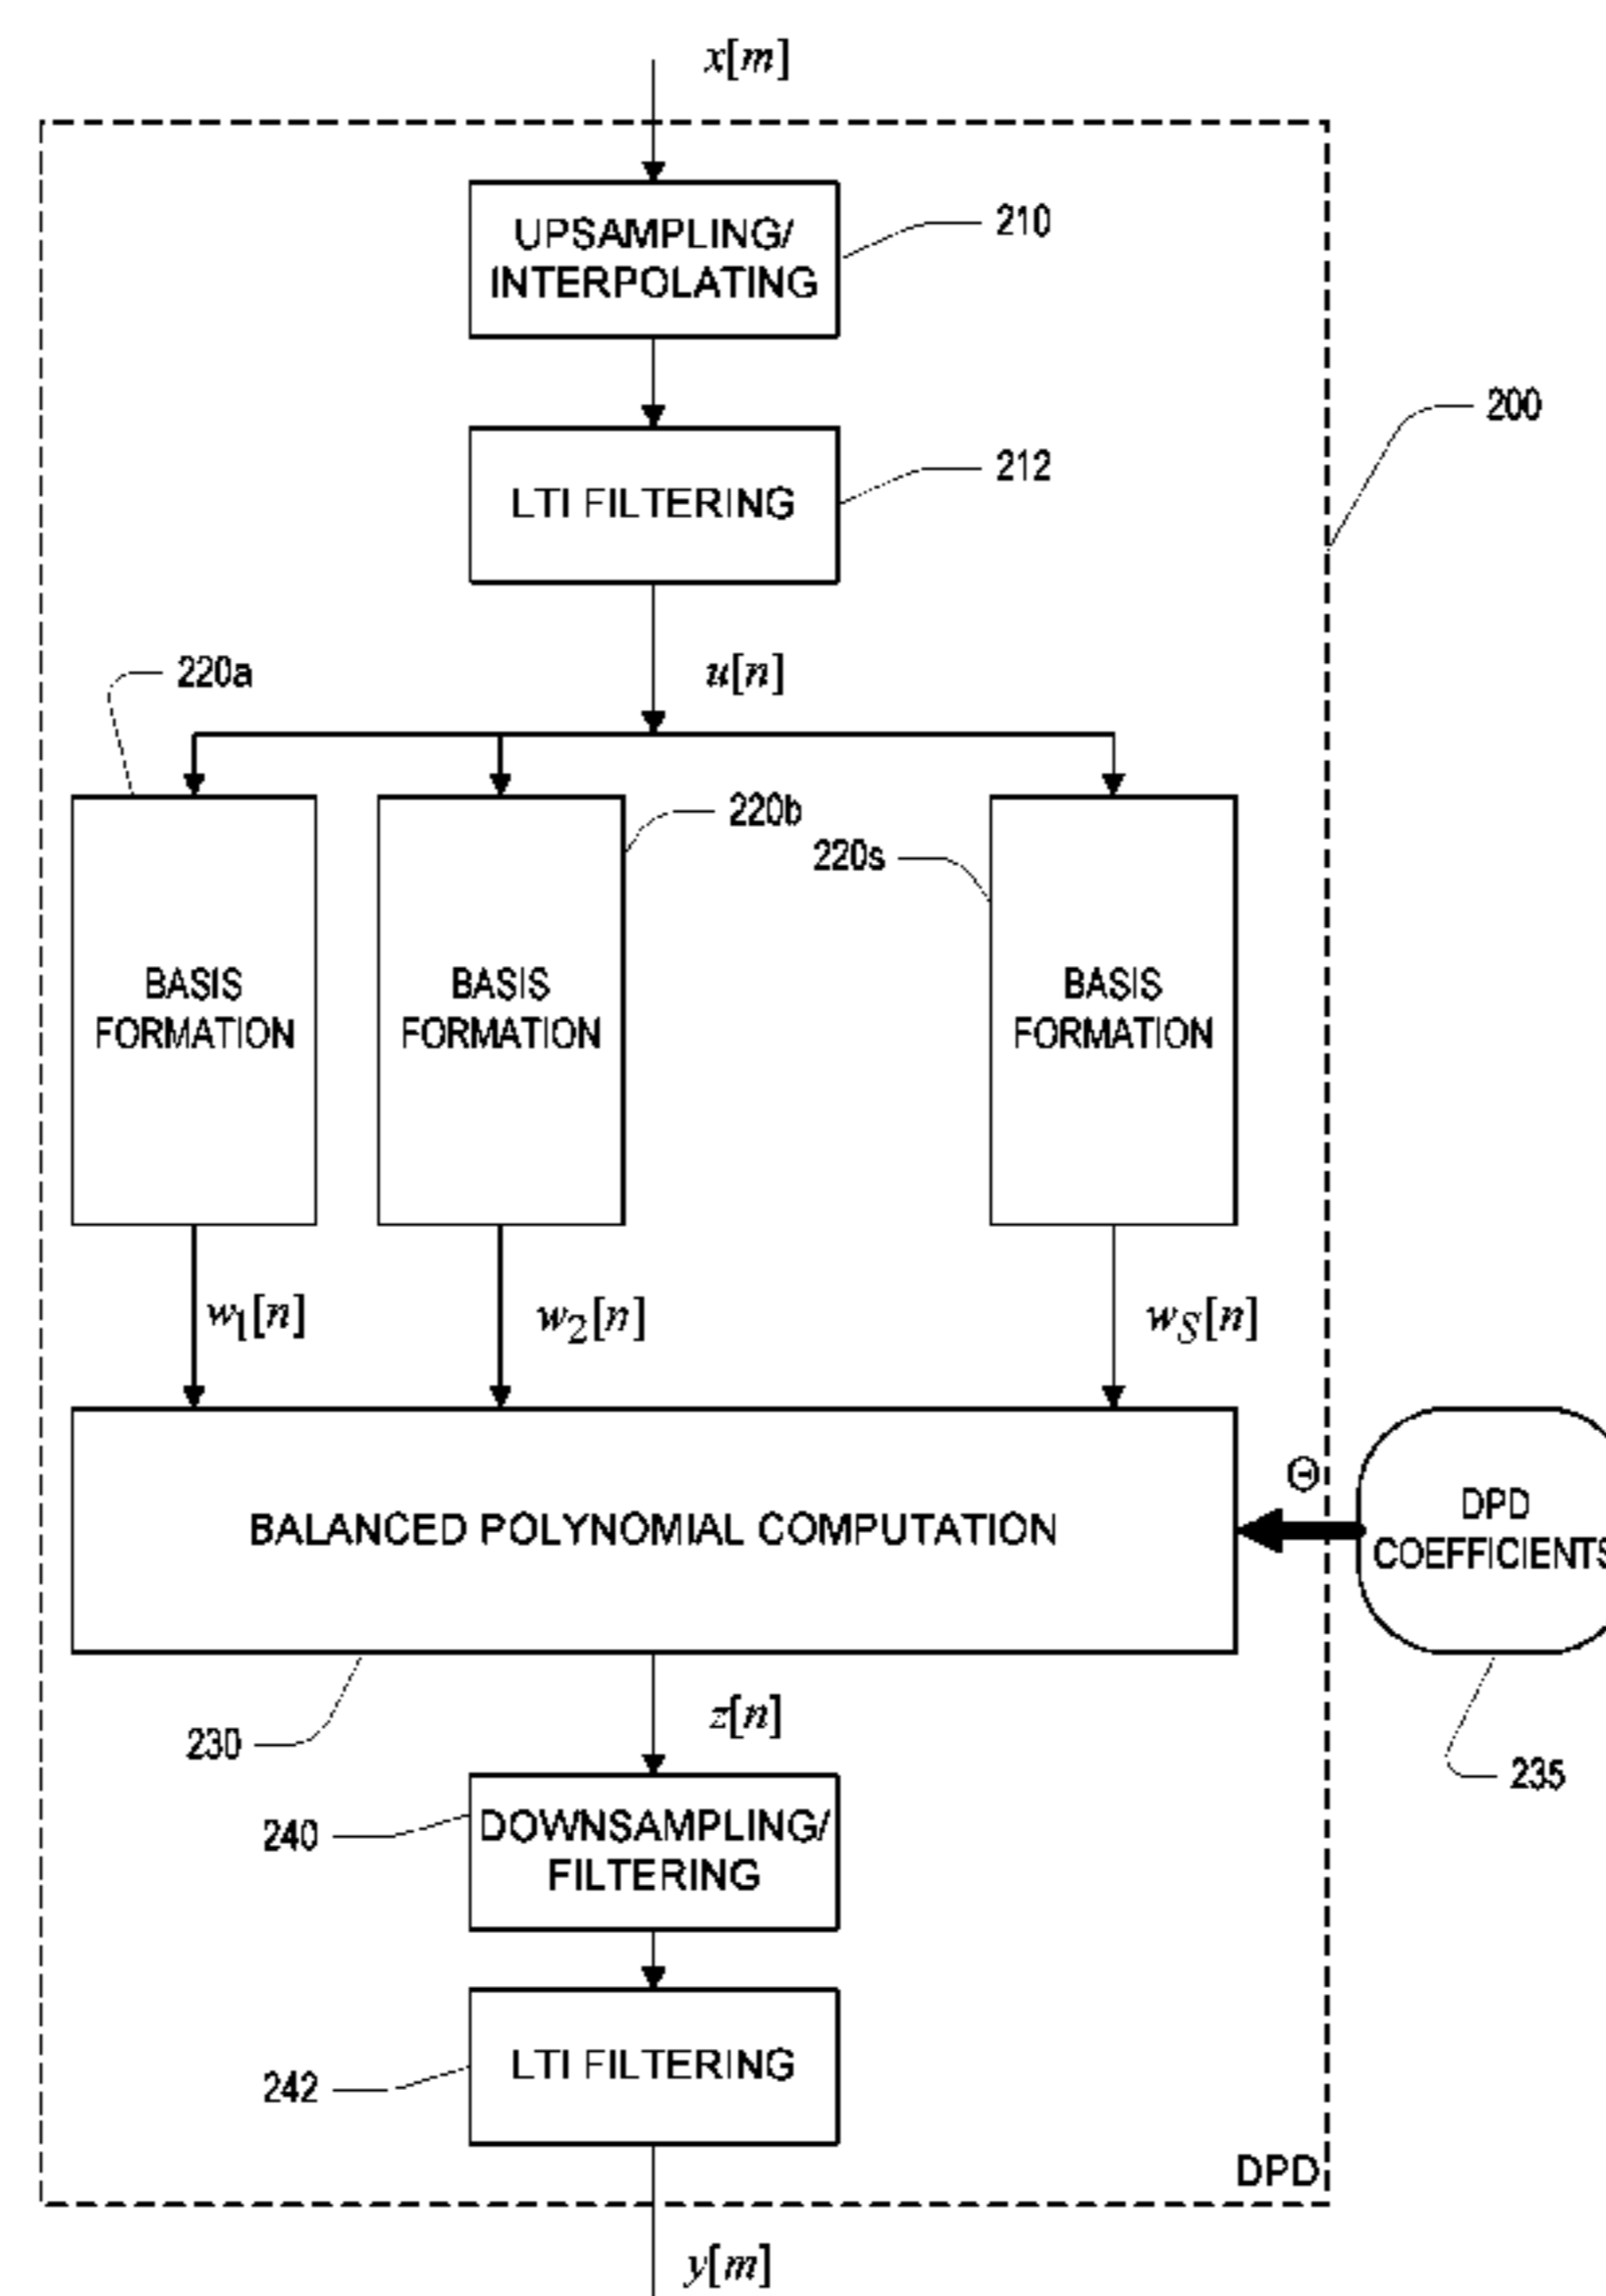 x[m]
UPSAMPLING/
INTERPOLATING
210
200
LTI FILTERING
212
220a
u[n]
220b
220s
BASIS
FORMATION
BASIS
FORMATION
BASIS
FORMATION
w1[n]
w2[n]
wS[n]
BALANCED POLYNOMIAL COMPUTATION
Θ
DPD
COEFFICIENTS
230
z[n]
235
240
DOWNSAMPLING/
FILTERING
242
LTI FILTERING
DPD
y[m]